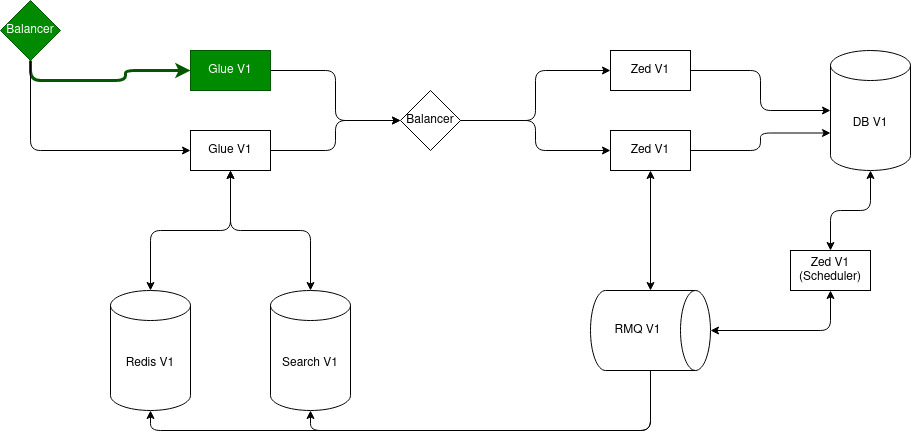 Balancer
Glue V1
Zed V1
Balancer
DB V1
Glue V1
Zed V1
Zed V1
(Scheduler)
RMQ V1
Redis V1
Search V1